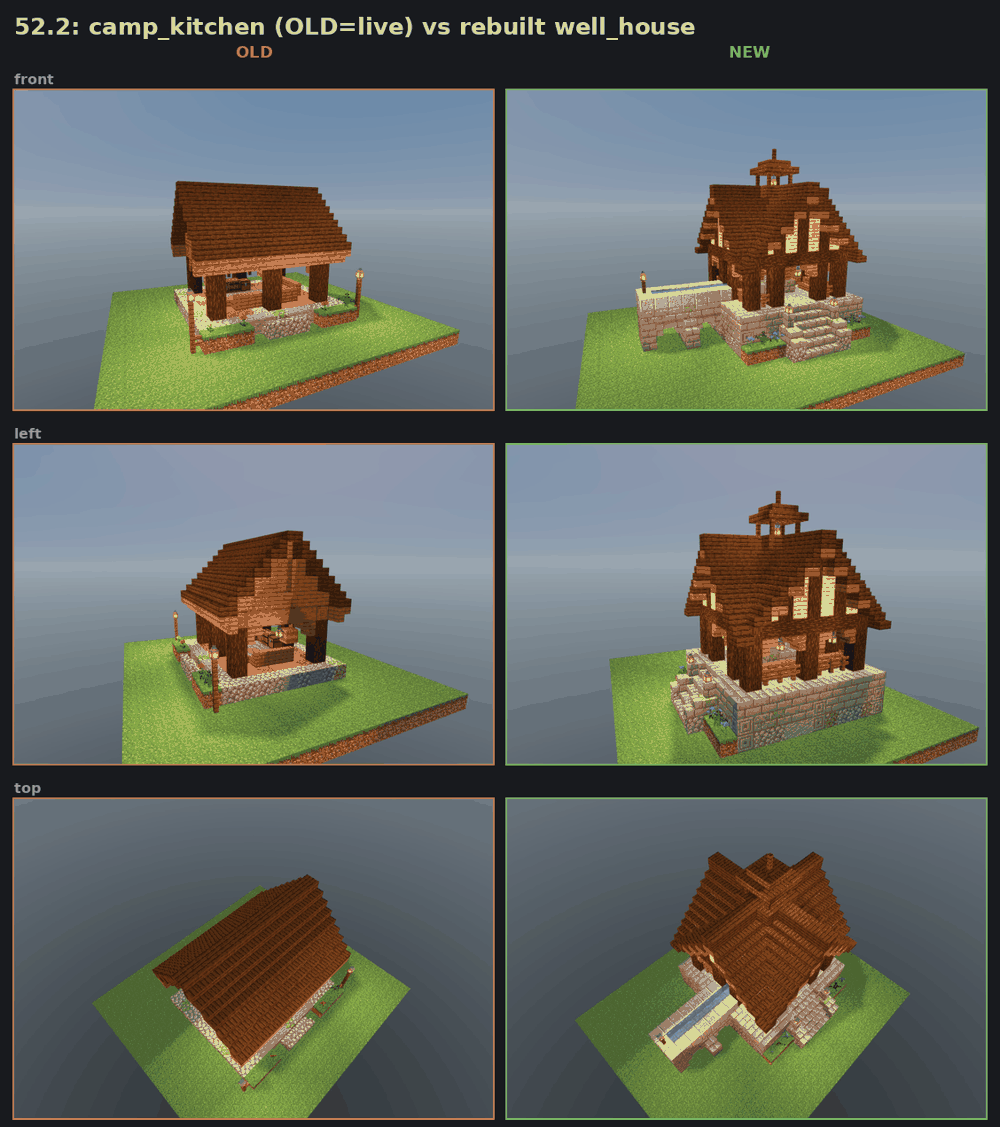 52.2: camp_kitchen (OLD=live) vs rebuilt well_house
OLD
NEW
front
left
top